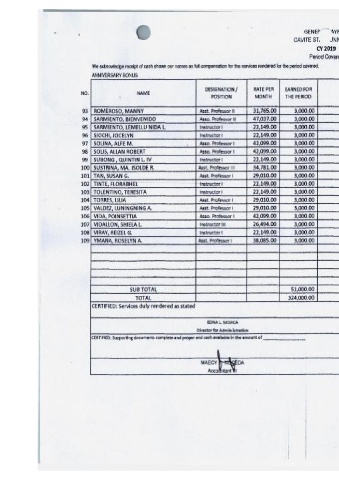 GENER
CAVITE ST.
CY 2019
Period Cover
We acknowledge receipt of cash shown our names as full compensation for the services rendered for the period covered.
ANNIVERSARY BONUS
NO. NAME DESIGNATION / POSITION RATE PER MONTH EARNED FOR THE PERIOD
93 ROMEROSO, MANNY Asst. Professor II 31,765.00 3,000.00
94 SARMIENTO, BIENVENIDO Asso. Professor 47,037.00 3,000.00
95 SARMIENTO, LEMELLI NIDA L. Instructor I 22,149.00 3,000.00
96 SIOCHI, JOCELYN Instructor I 22,149.00 3,000.00
97 SOLINA, ALFE M. Asso. Professor I 42,099.00 3,000.00
98 SOLIS, ALLAN ROBERT Asso. Professor I 42,099.00 3,000.00
99 SUBONG, QUINTIN L. IV Instructor I 22,149.00 3,000.00
100 SUSTRINA, MA. ISOLDE R. Asst. Professor III 34,781.00 3,000.00
101 TAN, SUSAN G. Asst. Professor I 29,010.00 3,000.00
102 TINTE, FLORABHEL Instructor I 22,149.00 3,000.00
103 TOLENTINO, TERESITA Instructor I 22,149.00 3,000.00
104 TORRES, LILIA Asst. Professor I 29,010.00 3,000.00
105 VALDEZ, LUNINGNING A. Asst. Professor I 29,010.00 3,000.00
106 VIDA, POINSETTIA Asso. Professor I 42,099.00 3,000.00
107 VIDALLON, SHEILA L. Instructor III 26,494.00 3,000.00
108 VIRAY, REIZEL G. Instructor I 22,149.00 3,000.00
109 YMANA, ROSELYN A. Asst. Professor 38,085.00 3,000.00
SUB TOTAL 51,000.00
TOTAL 324,000.00
CERTIFIED: Services duly rendered as stated
EDNA L.
Director for Administration
CERTIFIED: Supporting documents complete and proper and cash available in the amount of
MAECY
Accountant III